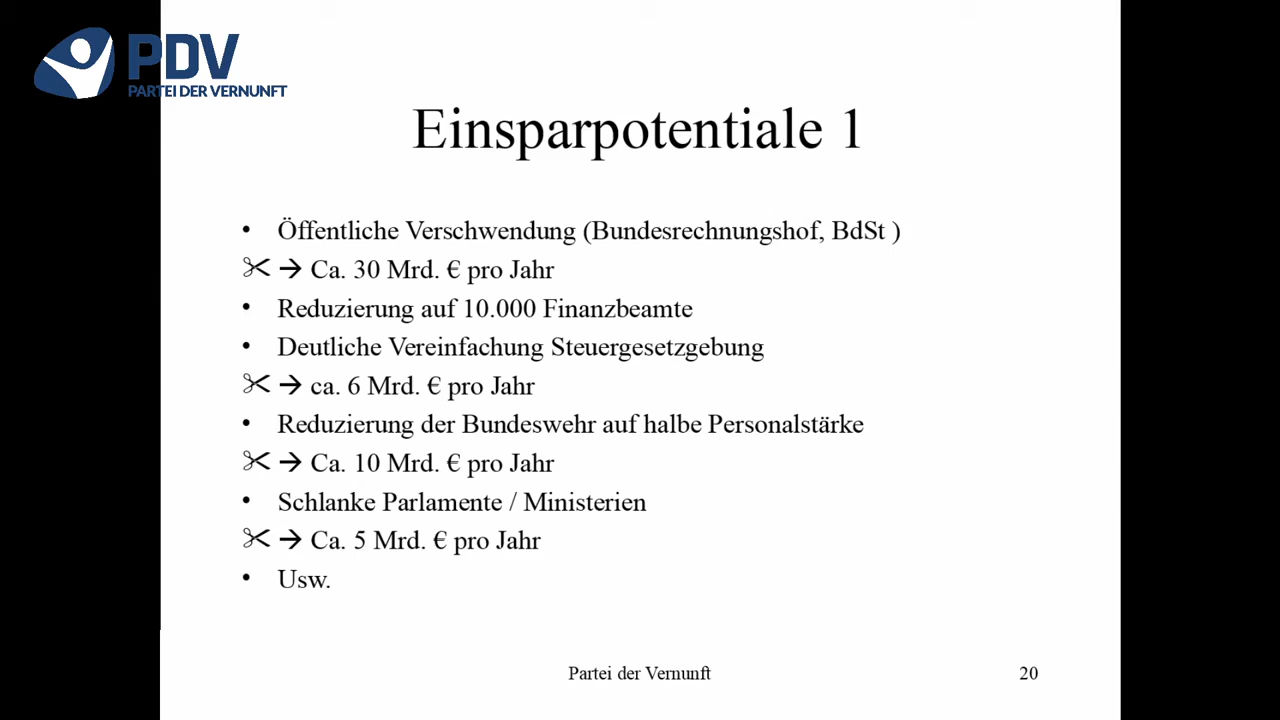 PDV
PARTEI DER VERNUNFT
Einsparpotentiale 1
• Öffentliche Verschwendung (Bundesrechnungshof, BdSt )
✂ → Ca. 30 Mrd. € pro Jahr
• Reduzierung auf 10.000 Finanzbeamte
• Deutliche Vereinfachung Steuergesetzgebung
✂ → ca. 6 Mrd. € pro Jahr
• Reduzierung der Bundeswehr auf halbe Personalstärke
✂ → Ca. 10 Mrd. € pro Jahr
• Schlanke Parlamente / Ministerien
✂ → Ca. 5 Mrd. € pro Jahr
• Usw.
Partei der Vernunft
20